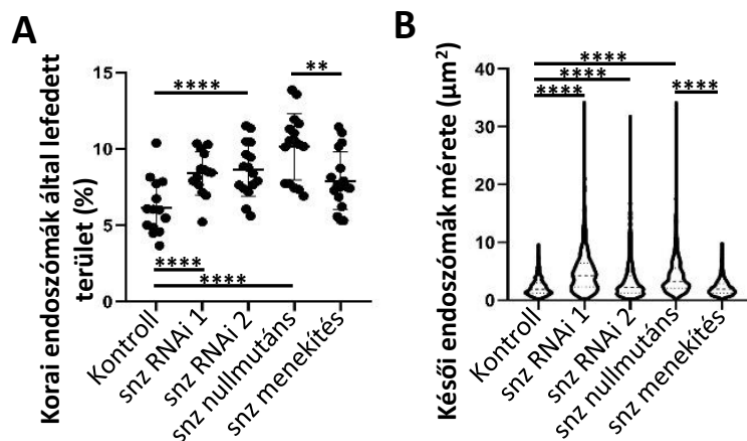 A
Korai endoszómák által lefedett
terület (%)
15
10
5
0
****
**
****
****
Kontroll
snz RNAi 1
snz RNAi 2
snz nullmutáns
snz menekítés
B
Késői endoszómák mérete (µm²)
40
30
20
10
0
****
****
****
****
Kontroll
snz RNAi 1
snz RNAi 2
snz nullmutáns
snz menekítés